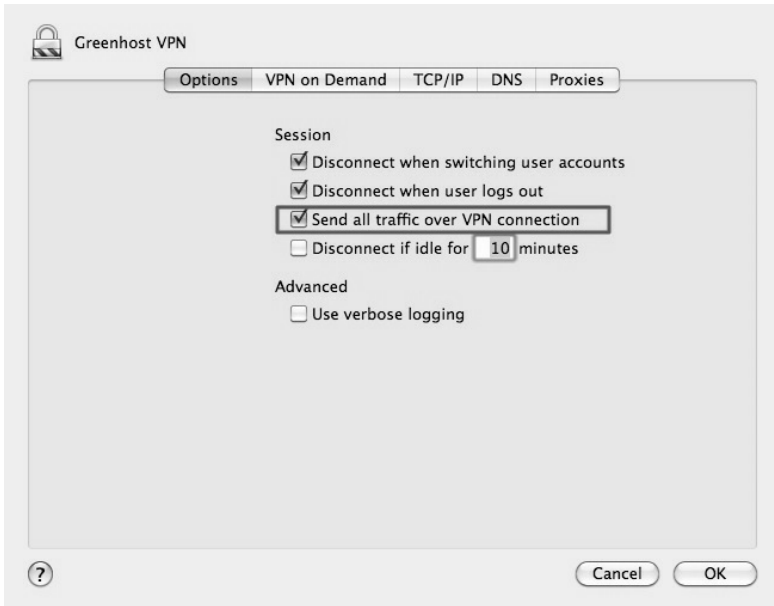 Greenhost VPN
Options VPN on Demand TCP/IP DNS Proxies
Session
Disconnect when switching user accounts
Disconnect when user logs out
Send all traffic over VPN connection
Disconnect if idle for 10 minutes
Advanced
Use verbose logging
? Cancel OK